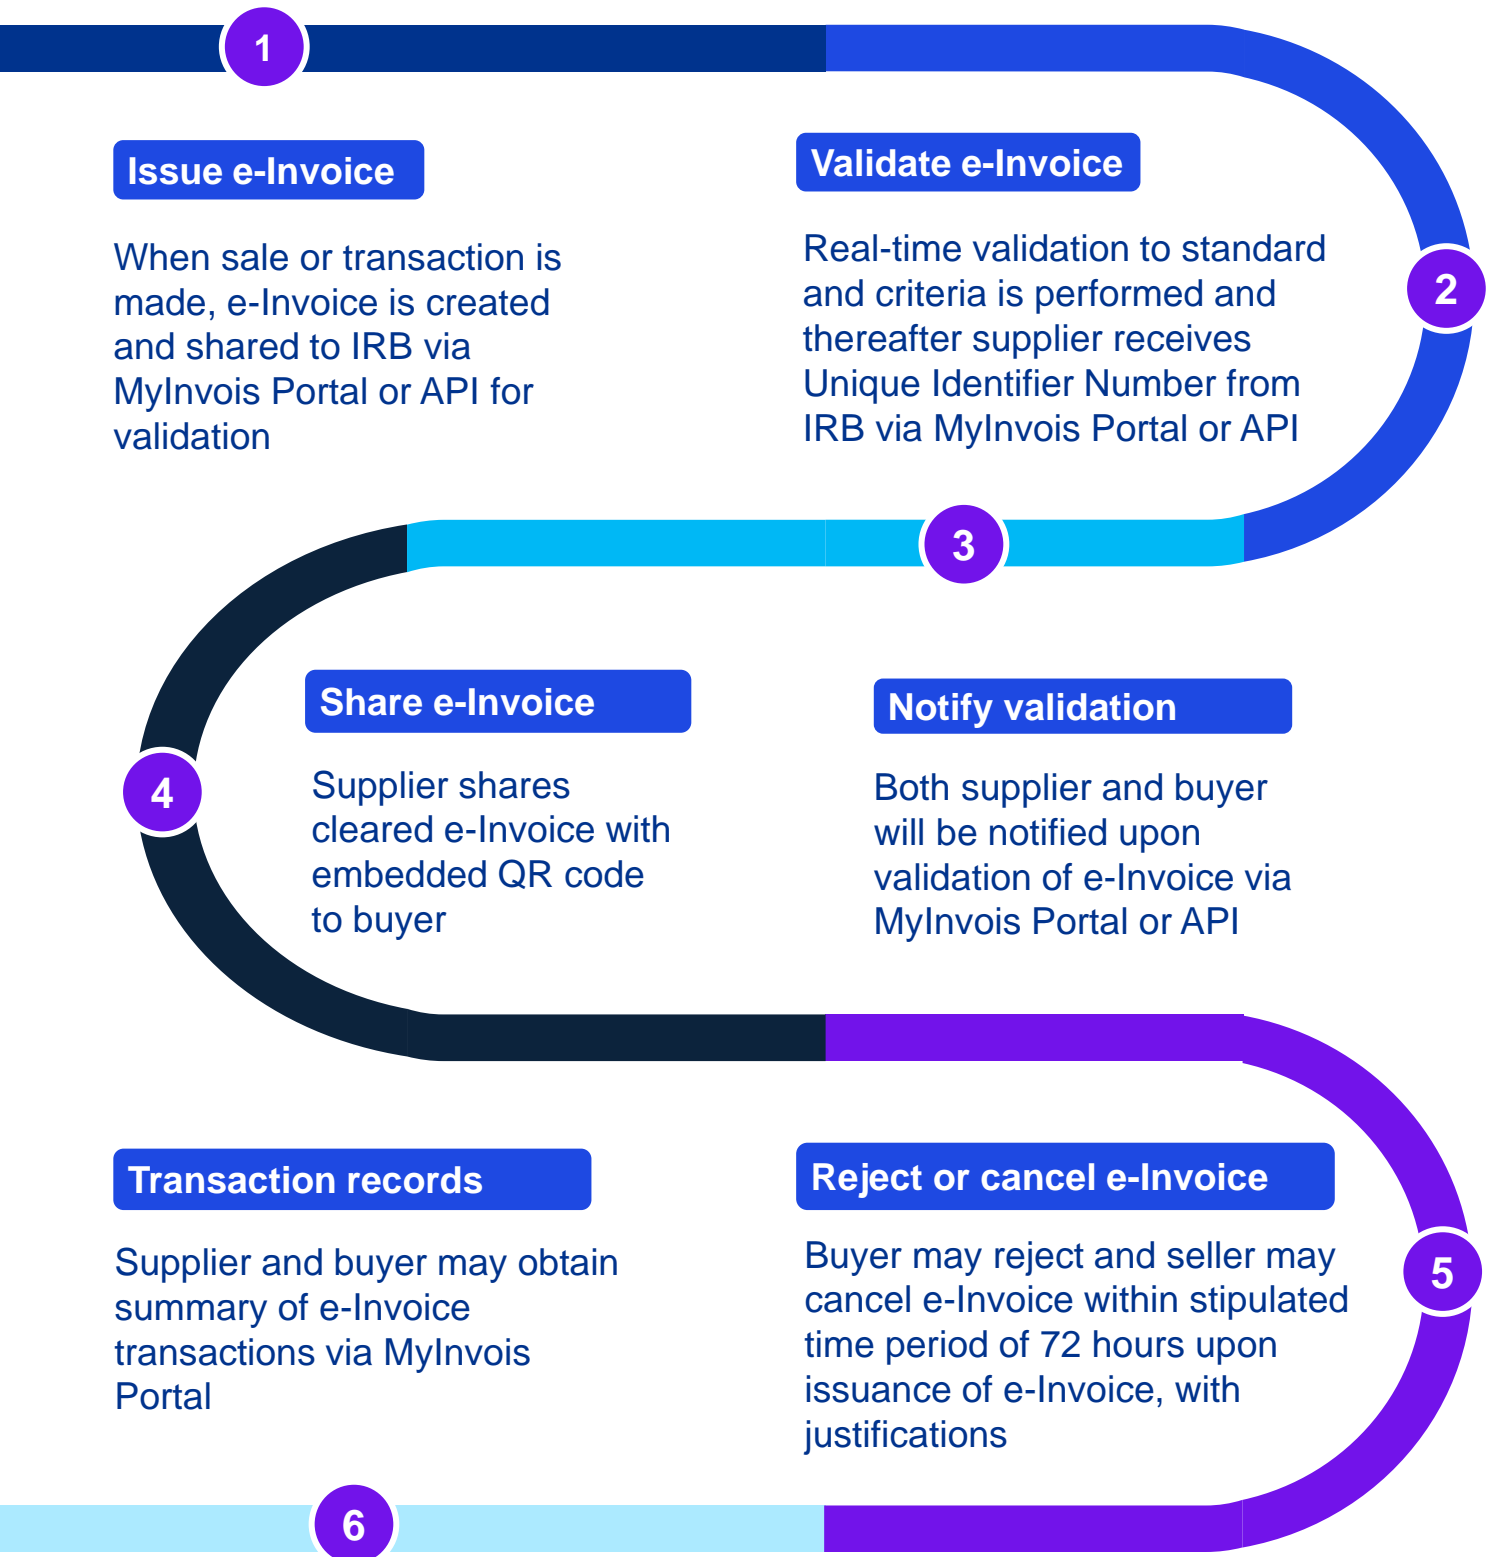 1
Issue e-Invoice
When sale or transaction is
made, e-Invoice is created
and shared to IRB via
MyInvois Portal or API for
validation
2
Validate e-Invoice
Real-time validation to standard
and criteria is performed and
thereafter supplier receives
Unique Identifier Number from
IRB via MyInvois Portal or API
3
Notify validation
Both supplier and buyer
will be notified upon
validation of e-Invoice via
MyInvois Portal or API
4
Share e-Invoice
Supplier shares
cleared e-Invoice with
embedded QR code
to buyer
5
Reject or cancel e-Invoice
Buyer may reject and seller may
cancel e-Invoice within stipulated
time period of 72 hours upon
issuance of e-Invoice, with
justifications
6
Transaction records
Supplier and buyer may obtain
summary of e-Invoice
transactions via MyInvois
Portal